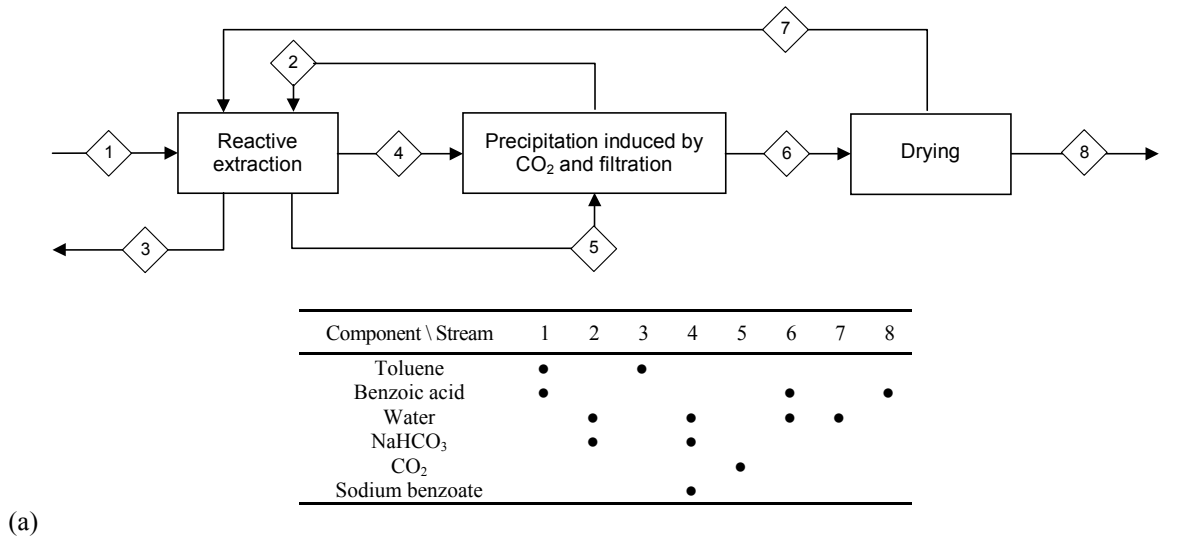 7
2
1
Reactive
extraction
4
Precipitation induced by
CO₂ and filtration
6
Drying
8
3
5
Component \ Stream 1 2 3 4 5 6 7 8
Toluene ● ●
Benzoic acid ● ● ●
Water ● ● ● ●
NaHCO₃ ● ●
CO₂ ●
Sodium benzoate ●
(a)